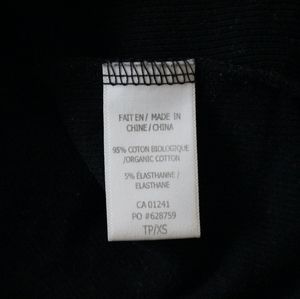 FAIT EN / MADE IN
CHINE / CHINA
95% COTON BIOLOGIQUE
/ORGANIC COTTON
5% ÉLASTHANNE /
ELASTHANE
CA 01241
PO #628759
TP/XS